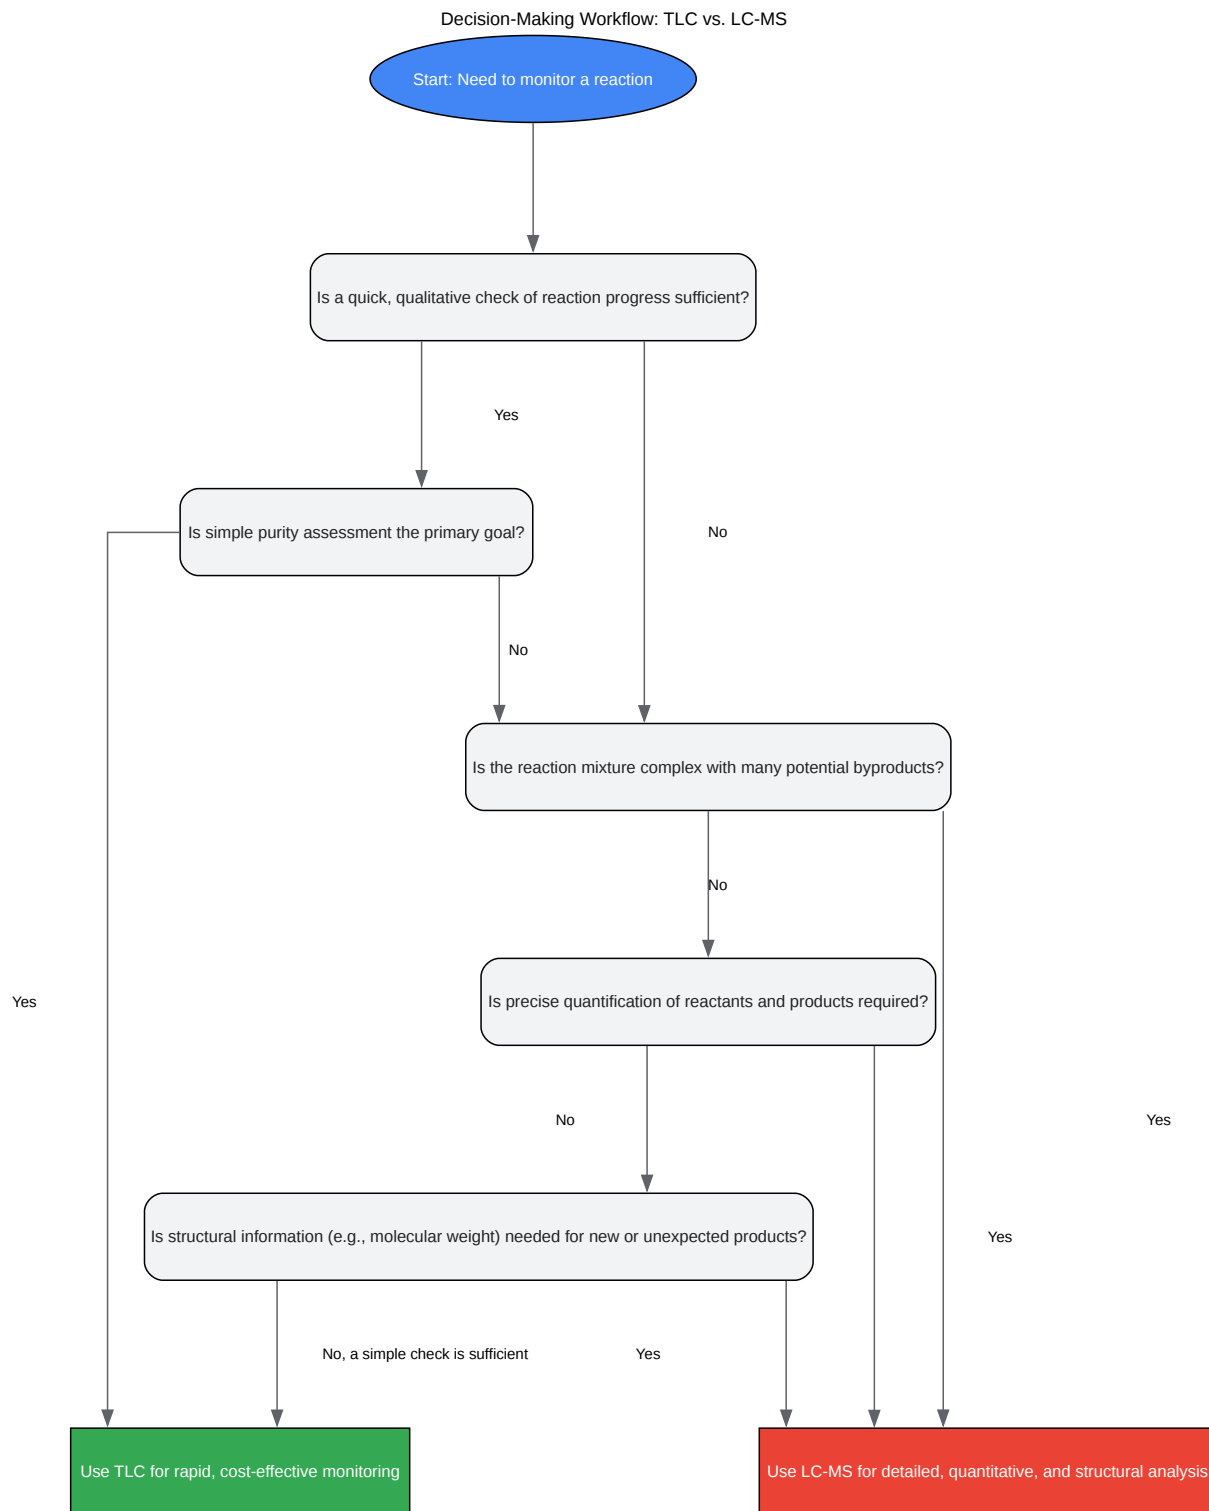 Decision-Making Workflow: TLC vs. LC-MS
Start: Need to monitor a reaction
Is a quick, qualitative check of reaction progress sufficient?
Yes
Is simple purity assessment the primary goal?
No
No
Is the reaction mixture complex with many potential byproducts?
No
Is precise quantification of reactants and products required?
Yes
No
Yes
Is structural information (e.g., molecular weight) needed for new or unexpected products?
Yes
No, a simple check is sufficient
Yes
Use TLC for rapid, cost-effective monitoring
Use LC-MS for detailed, quantitative, and structural analysis